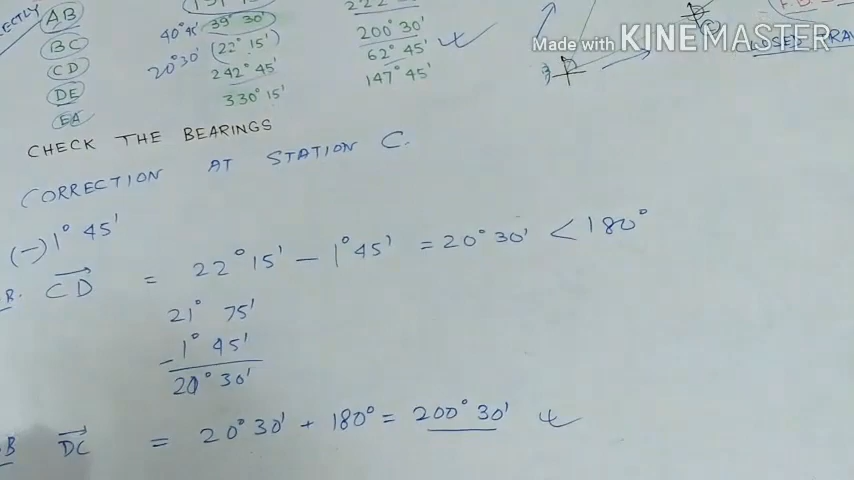 AB 222
BC 40° 45' 39° 30' 200° 30'
CD 20° 30' (22° 15') 62° 45'
DE 242° 45' 147° 45'
EA 330° 15'
Made with KINEMASTER
CHECK THE BEARINGS
CORRECTION AT STATION C.
(-) 1° 45'
CD = 22° 15' - 1° 45' = 20° 30' < 180°
21° 75'
- 1° 45'
20° 30'
DC = 20° 30' + 180° = 200° 30'